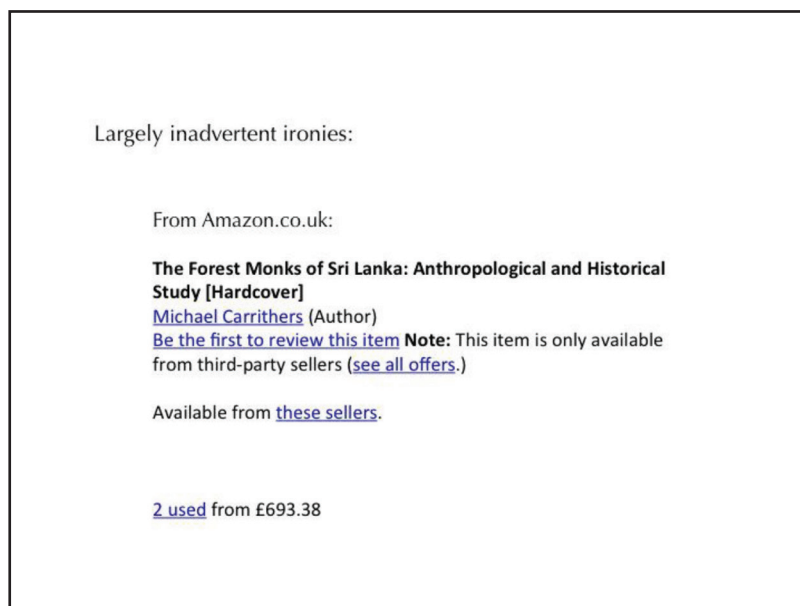 Largely inadvertent ironies:
From Amazon.co.uk:
The Forest Monks of Sri Lanka: Anthropological and Historical
Study [Hardcover]
Michael Carrithers (Author)
Be the first to review this item Note: This item is only available
from third-party sellers (see all offers.)
Available from these sellers.
2 used from £693.38